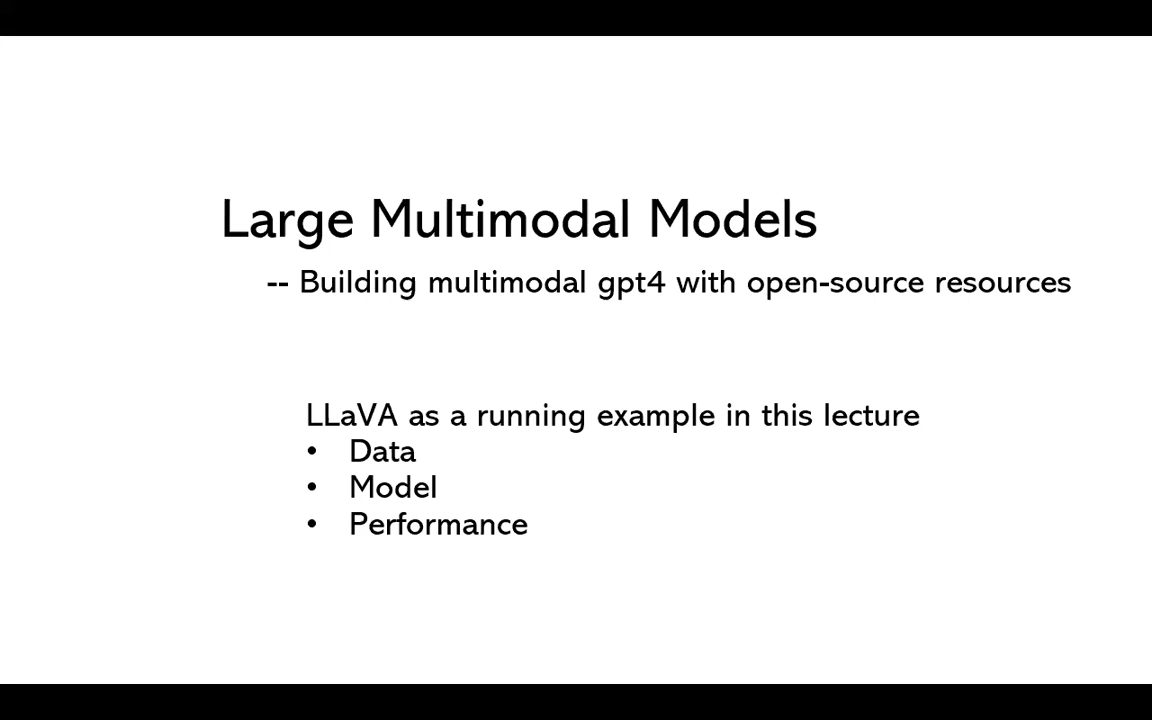 Large Multimodal Models
-- Building multimodal gpt4 with open-source resources
LLaVA as a running example in this lecture
• Data
• Model
• Performance